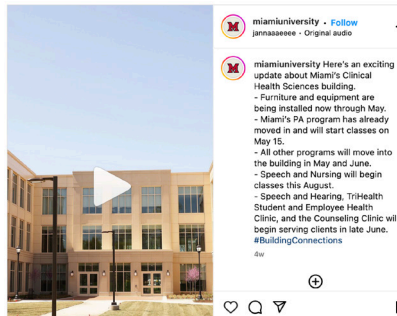 miamiuniversity • Follow
jannaaaeeee • Original audio
miamiuniversity Here's an exciting
update about Miami's Clinical
Health Sciences building.
- Furniture and equipment are
being installed now through May.
- Miami's PA program has already
moved in and will start classes on
May 15.
- All other programs will move into
the building in May and June.
- Speech and Nursing will begin
classes this August.
- Speech and Hearing, TriHealth
Student and Employee Health
Clinic, and the Counseling Clinic will
begin serving clients in late June.
#BuildingConnections
4w